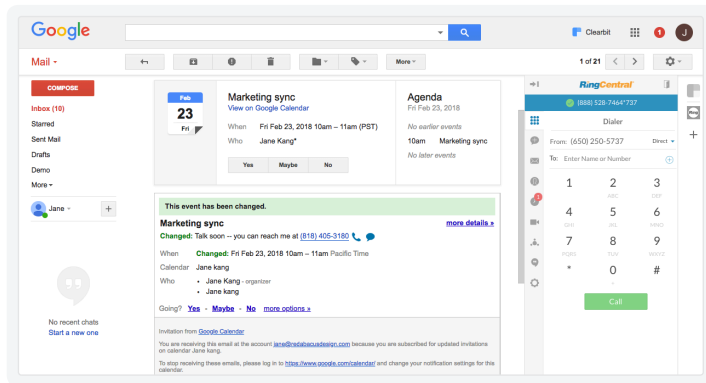 Google
Clearbit
1
J
Mail
More
1 of 21
COMPOSE
Inbox (10)
Starred
Sent Mail
Drafts
Demo
More
Jane
+
No recent chats
Start a new one
Feb
23
Fri
Marketing sync
View on Google Calendar
When Fri Feb 23, 2018 10am – 11am (PST)
Who Jane Kang*
Yes Maybe No
Agenda
Fri Feb 23, 2018
No earlier events
10am Marketing sync
No later events
This event has been changed.
Marketing sync
more details »
Changed: Talk soon -- you can reach me at (818) 405-3180
When Changed: Fri Feb 23, 2018 10am – 11am Pacific Time
Calendar Jane kang
Who • Jane Kang - organizer
• Jane kang
Going? Yes - Maybe - No more options »
Invitation from Google Calendar
You are receiving this email at the account jane@redabacusdesign.com because you are subscribed for updated invitations
on calendar Jane kang.
To stop receiving these emails, please log in to https://www.google.com/calendar/ and change your notification settings for this
calendar.
RingCentral
(888) 528-7464*737
Dialer
From: (650) 250-5737 Direct
To: Enter Name or Number
1 2 3
ABC DEF
4 5 6
GHI JKL MNO
7 8 9
PQRS TUV WXYZ
* 0 #
Call
Ring
+